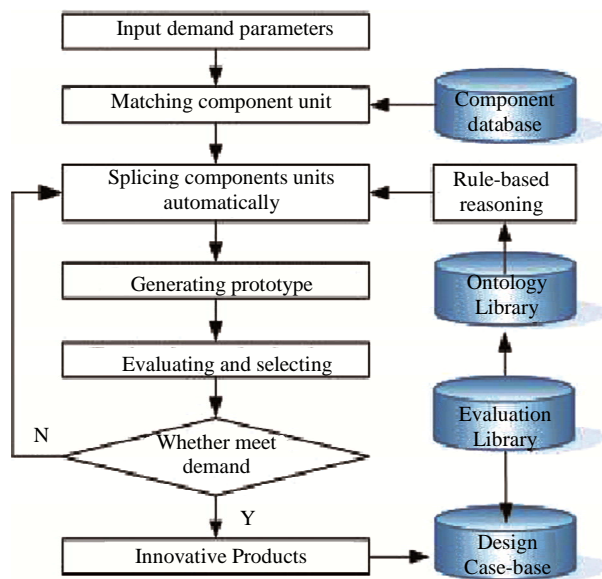 Input demand parameters
Matching component unit
Component
database
Splicing components units
automatically
Rule-based
reasoning
Generating prototype
Ontology
Library
Evaluating and selecting
Evaluation
Library
Whether meet
demand
N
Y
Innovative Products
Design
Case-base